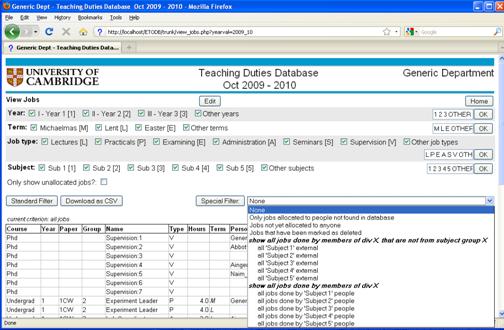 Generic Dept - Teaching Duties Database Oct 2009 - 2010 - Mozilla Firefox
File Edit View History Bookmarks Tools Help
http://localhost/ETODB/trunk/view_jobs.php?yearval=2009_10
Google
Generic Dept - Teaching Duties Data...
UNIVERSITY OF CAMBRIDGE
Teaching Duties Database
Oct 2009 - 2010
Generic Department
View Jobs Edit Home
Year: I - Year 1 [1] II - Year 2 [2] III - Year 3 [3] Other years 1 2 3 OTHER OK
Term: Michaelmas [M] Lent [L] Easter [E] Other terms M L E OTHER OK
Job type: Lectures [L] Practicals [P] Examining [E] Administration [A] Seminars [S] Supervision [V] Other job types
L P E A S V OTH OK
Subject: Sub 1 [1] Sub 2 [2] Sub 3 [3] Sub 4 [4] Sub 5 [5] Other subjects 1 2 3 4 5 OTHER OK
Only show unallocated jobs?:
Standard Filter Download as CSV Special Filter: None
None
Only jobs allocated to people not found in database
Jobs not yet allocated to anyone
Jobs that have been marked as deleted
show all jobs done by members of div X, that are not from subject group X
all 'Subject 1' external
all 'Subject 2' external
all 'Subject 3' external
all 'Subject 4' external
all 'Subject 5' external
show all jobs done by members of div X
all jobs done by 'Subject 1' people
all jobs done by 'Subject 2' people
all jobs done by 'Subject 3' people
all jobs done by 'Subject 4' people
all jobs done by 'Subject 5' people
current criterion: all jobs
Course Year Paper Group Name Type Hours Term Perso
Phd Supervision:1 V Gener
Phd Supervision:2 V Abbot
Phd Supervision:3 V
Phd Supervision:4 V Ainge
Phd Supervision:5 V Naim,
Phd Supervision:6 V
Phd Supervision:7 V
Undergrad 1 1CW 2 Experiment Leader P 4.0 M Gener
Undergrad 1 1CW 2 Experiment Leader P 4.0 L
Done